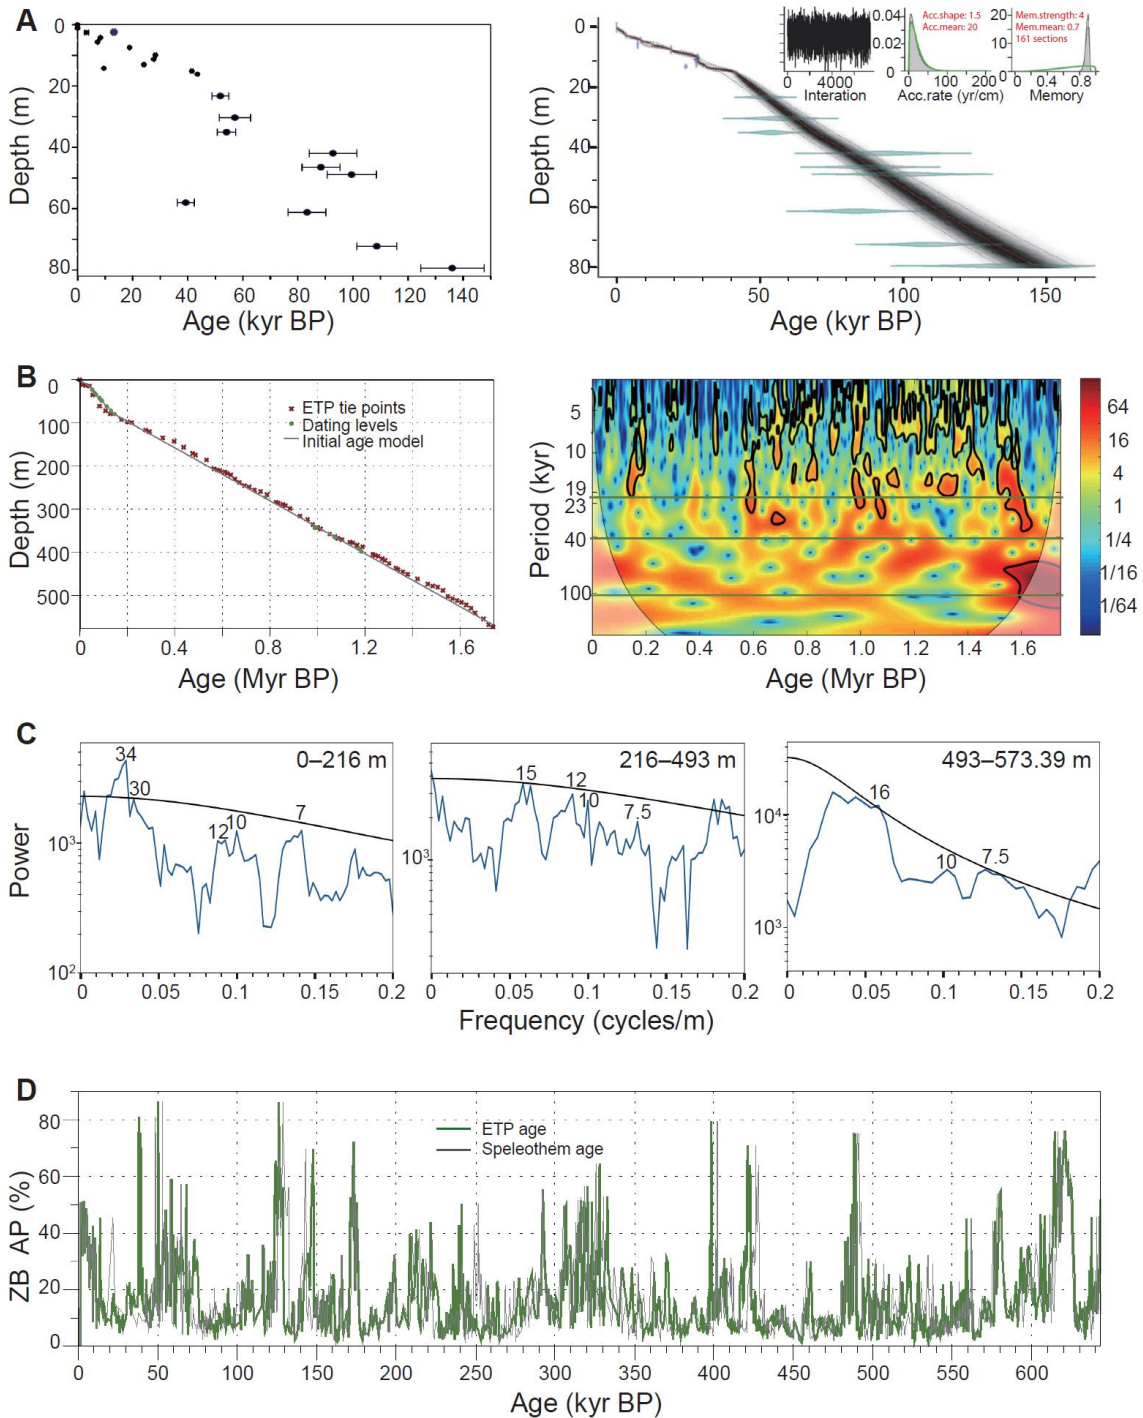 A
0
20
40
60
80
Depth (m)
0 20 40 60 80 100 120 140
Age (kyr BP)
0
20
40
60
80
Depth (m)
0 50 100 150
Age (kyr BP)
0 4000
Interation
0.04
0.02
0
Acc.shape: 1.5
Acc.mean: 20
0 100 200
Acc.rate (yr/cm)
20
10
0
Mem.strength: 4
Mem.mean: 0.7
161 sections
0 0.4 0.8
Memory
B
0
100
200
300
400
500
Depth (m)
ETP tie points
Dating levels
Initial age model
0 0.4 0.8 1.2 1.6
Age (Myr BP)
5
10
19
23
40
100
Period (kyr)
0 0.2 0.4 0.6 0.8 1.0 1.2 1.4 1.6
Age (Myr BP)
64
16
4
1
1/4
1/16
1/64
C
0–216 m
34
30
12
10
7
10³
10²
Power
0 0.05 0.1 0.15 0.2
216–493 m
15
12
10
7.5
10³
0 0.05 0.1 0.15 0.2
493–573.39 m
16
10
7.5
10⁴
10³
0 0.05 0.1 0.15 0.2
Frequency (cycles/m)
D
80
60
40
20
0
ZB AP (%)
ETP age
Speleothem age
0 50 100 150 200 250 300 350 400 450 500 550 600
Age (kyr BP)